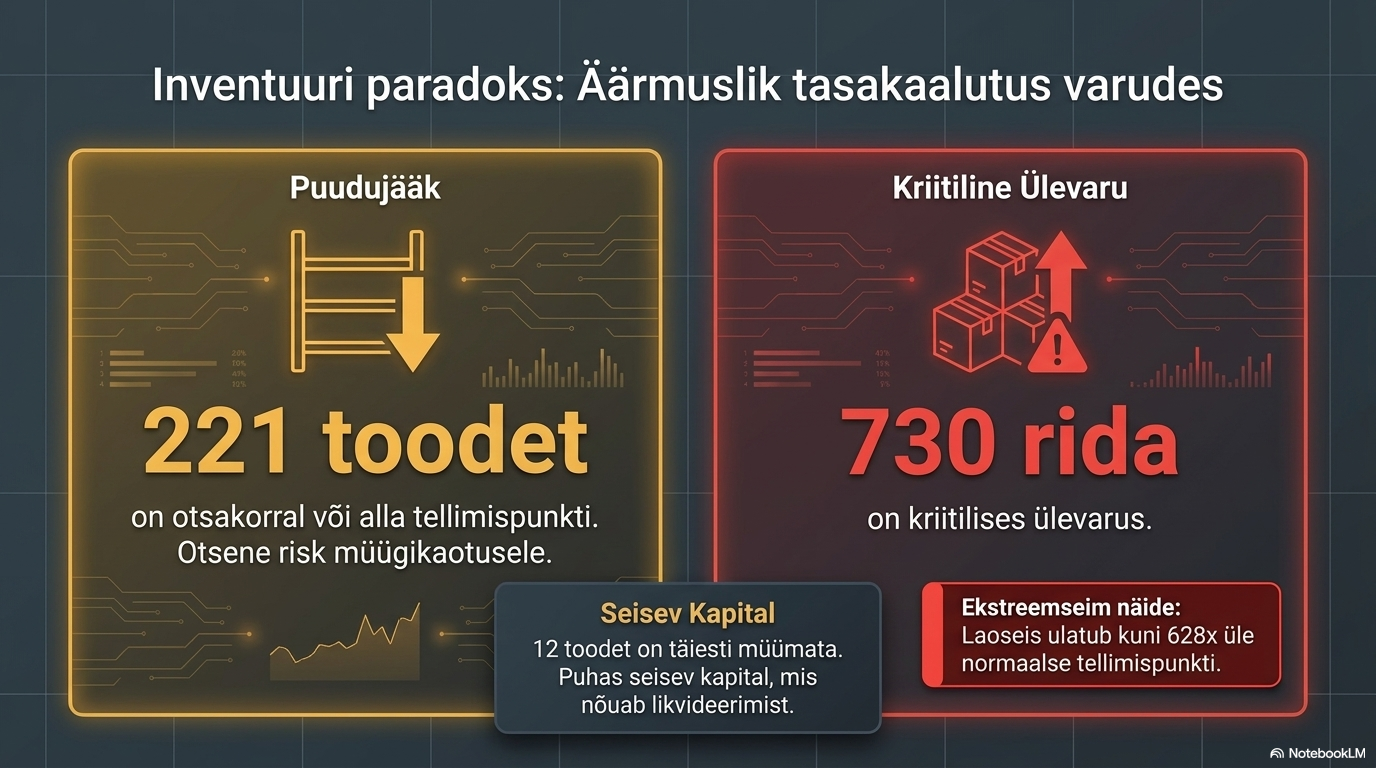 Inventuuri paradoks: Äärmuslik tasakaalutus varudes
Puudujääk
221 toodet
on otsakorral või alla tellimispunkti.
Otsene risk müügikaotusele.
Kriitiline Ülevaru
730 rida
on kriitilises ülevarus.
Seisev Kapital
12 toodet on täiesti müümata.
Puhas seisev kapital, mis
nõuab likvideerimist.
Ekstreemseim näide:
Laoseis ulatub kuni 628x üle
normaalse tellimispunkti.
NotebookLM